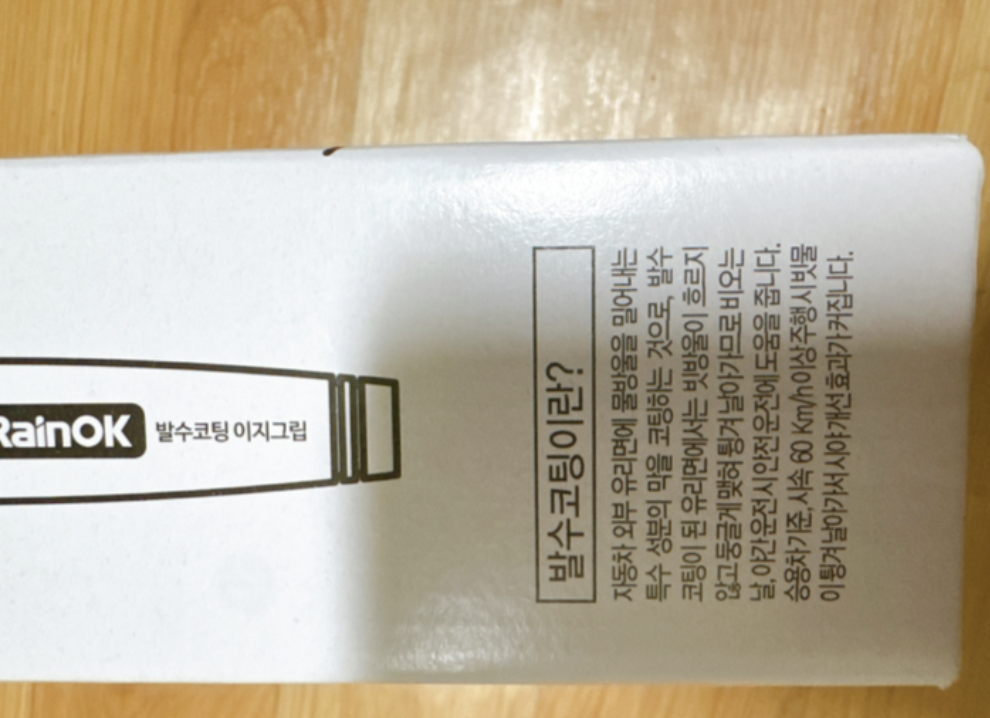 RainOK 발수코팅 이지그립
발수코팅이란?
자동차 외부 유리면에 물방울을 밀어내는
특수 성분의 막을 코팅하는 것으로, 발수
코팅이 된 유리면에서는 빗방울이 흐르지
않고 둥글게 맺혀 튕겨 날아가므로 비오는
날, 야간 운전시 안전 운전에 도움을 줍니다.
승용차 기준, 시속 60 Km/h 이상 주행 시 빗물
이 튕겨 날아가서 시야 개선 효과가 커집니다.